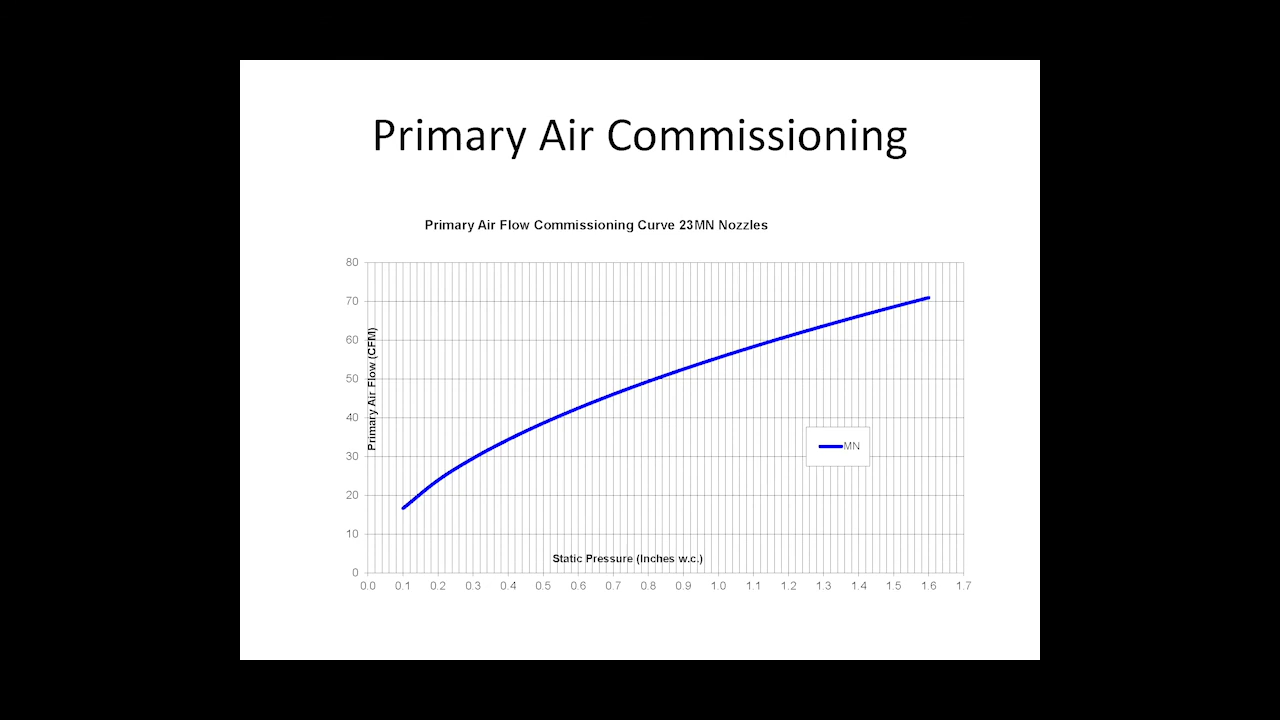 Primary Air Commissioning
Primary Air Flow Commissioning Curve 23MN Nozzles
80
70
60
50
40
30
20
10
0
Primary Air Flow (CFM)
MN
Static Pressure (Inches w.c.)
0.0 0.1 0.2 0.3 0.4 0.5 0.6 0.7 0.8 0.9 1.0 1.1 1.2 1.3 1.4 1.5 1.6 1.7